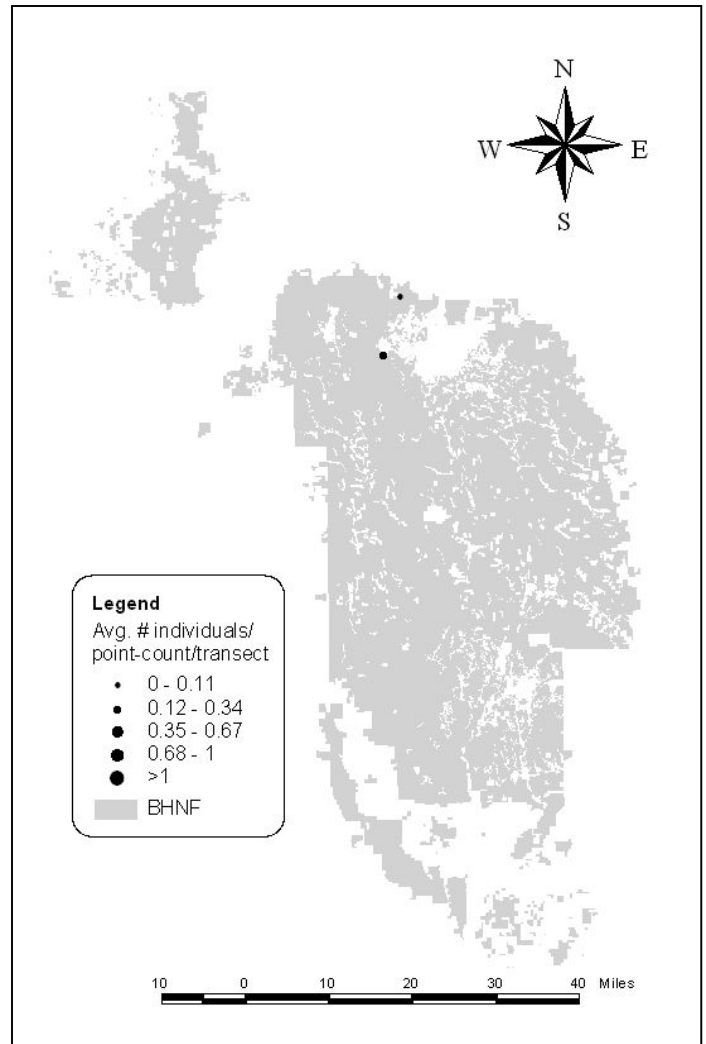 N
W E
S
Legend
Avg. # individuals/
point-count/transect
0 - 0.11
0.12 - 0.34
0.35 - 0.67
0.68 - 1
>1
BHNF
10 0 10 20 30 40 Miles